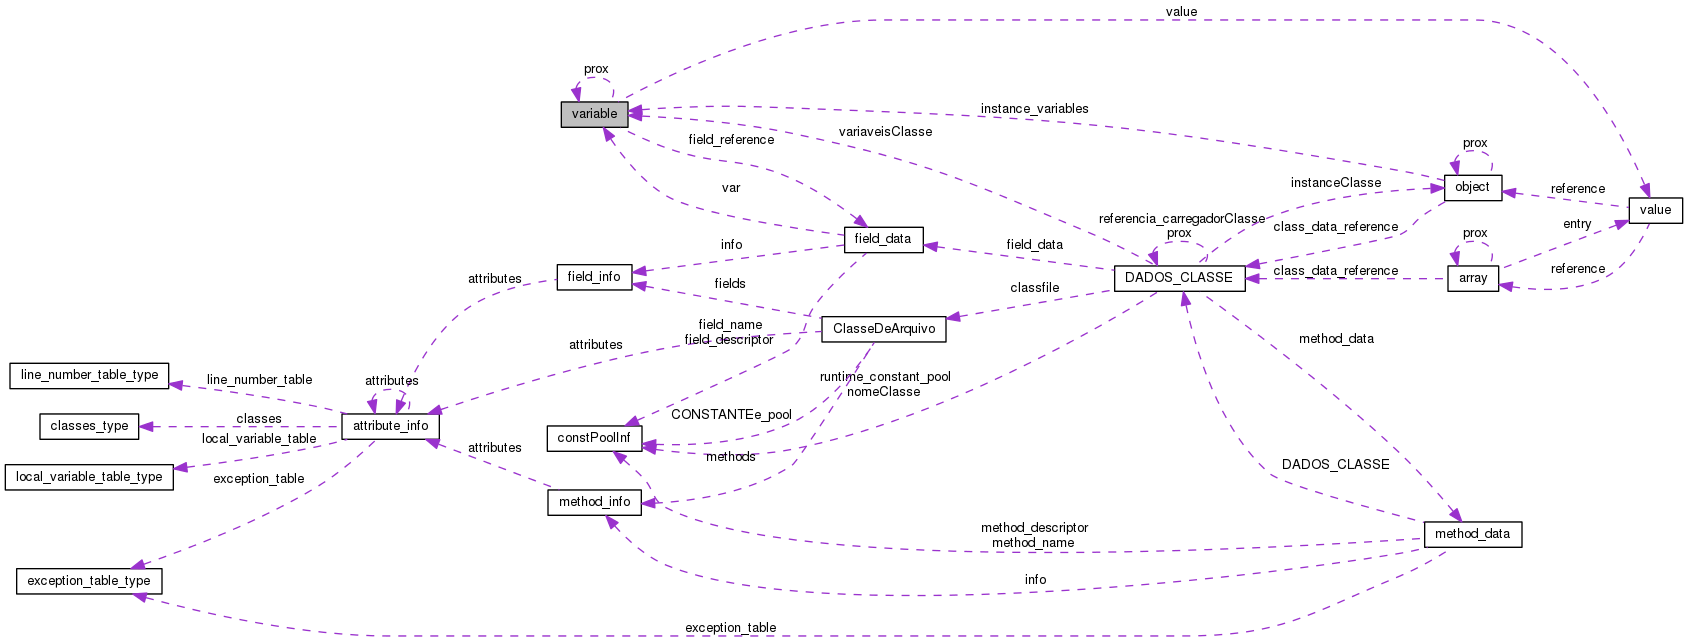 value
prox
variable
instance_variables
variaveisClasse
field_reference
prox
object
instanceClasse
reference
value
var
class_data_reference
entry
referencia_carregadorClasse
prox
prox
field_data
field_data
info
field_info
attributes
DADOS_CLASSE
class_data_reference
array
reference
fields
classfile
ClasseDeArquivo
field_name
field_descriptor
attributes
method_data
line_number_table_type
line_number_table
attributes
runtime_constant_pool
nomeClasse
classes_type
classes
attribute_info
CONSTANTEe_pool
constPoolInf
local_variable_table
attributes
methods
local_variable_table_type
exception_table
DADOS_CLASSE
method_info
method_descriptor
method_name
method_data
exception_table_type
info
exception_table